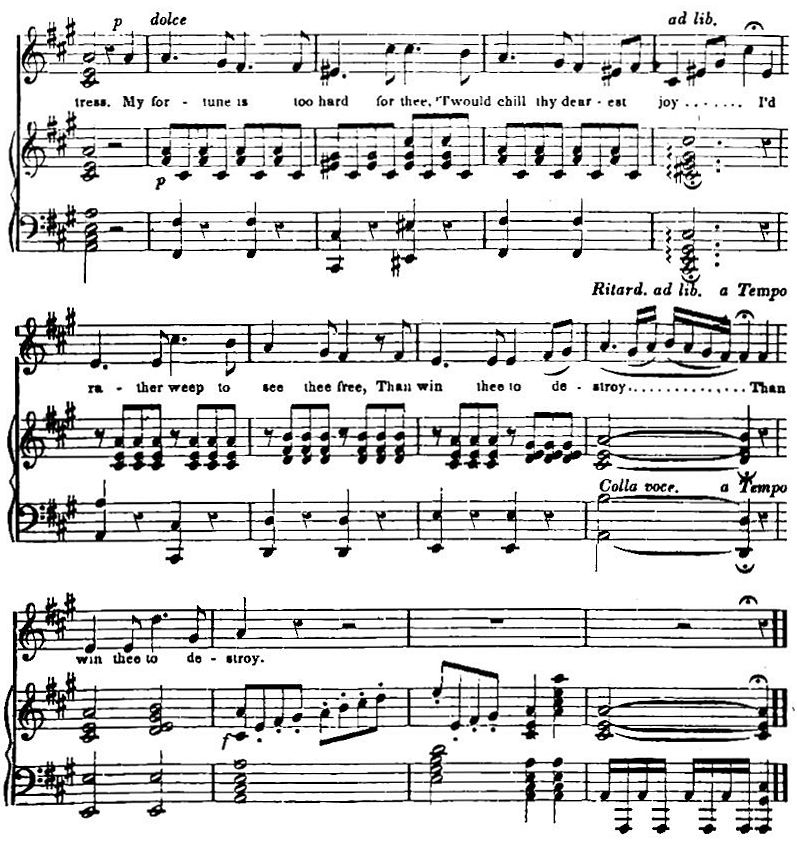 p dolce ad lib.
tress. My for - tune is too hard for thee, 'Twould chill thy dear - est joy ....... I'd
p
Ritard. ad lib. a Tempo
ra - ther weep to see thee free, Than win thee to de - stroy.............. Than
Colla voce. a Tempo
win thee to de - stroy.
f